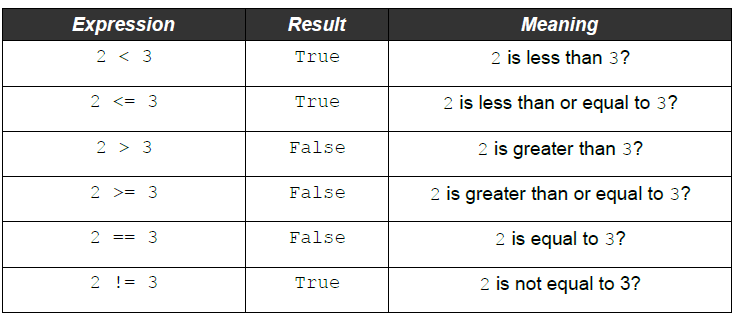 Expression Result Meaning
2 < 3 True 2 is less than 3?
2 <= 3 True 2 is less than or equal to 3?
2 > 3 False 2 is greater than 3?
2 >= 3 False 2 is greater than or equal to 3?
2 == 3 False 2 is equal to 3?
2 != 3 True 2 is not equal to 3?